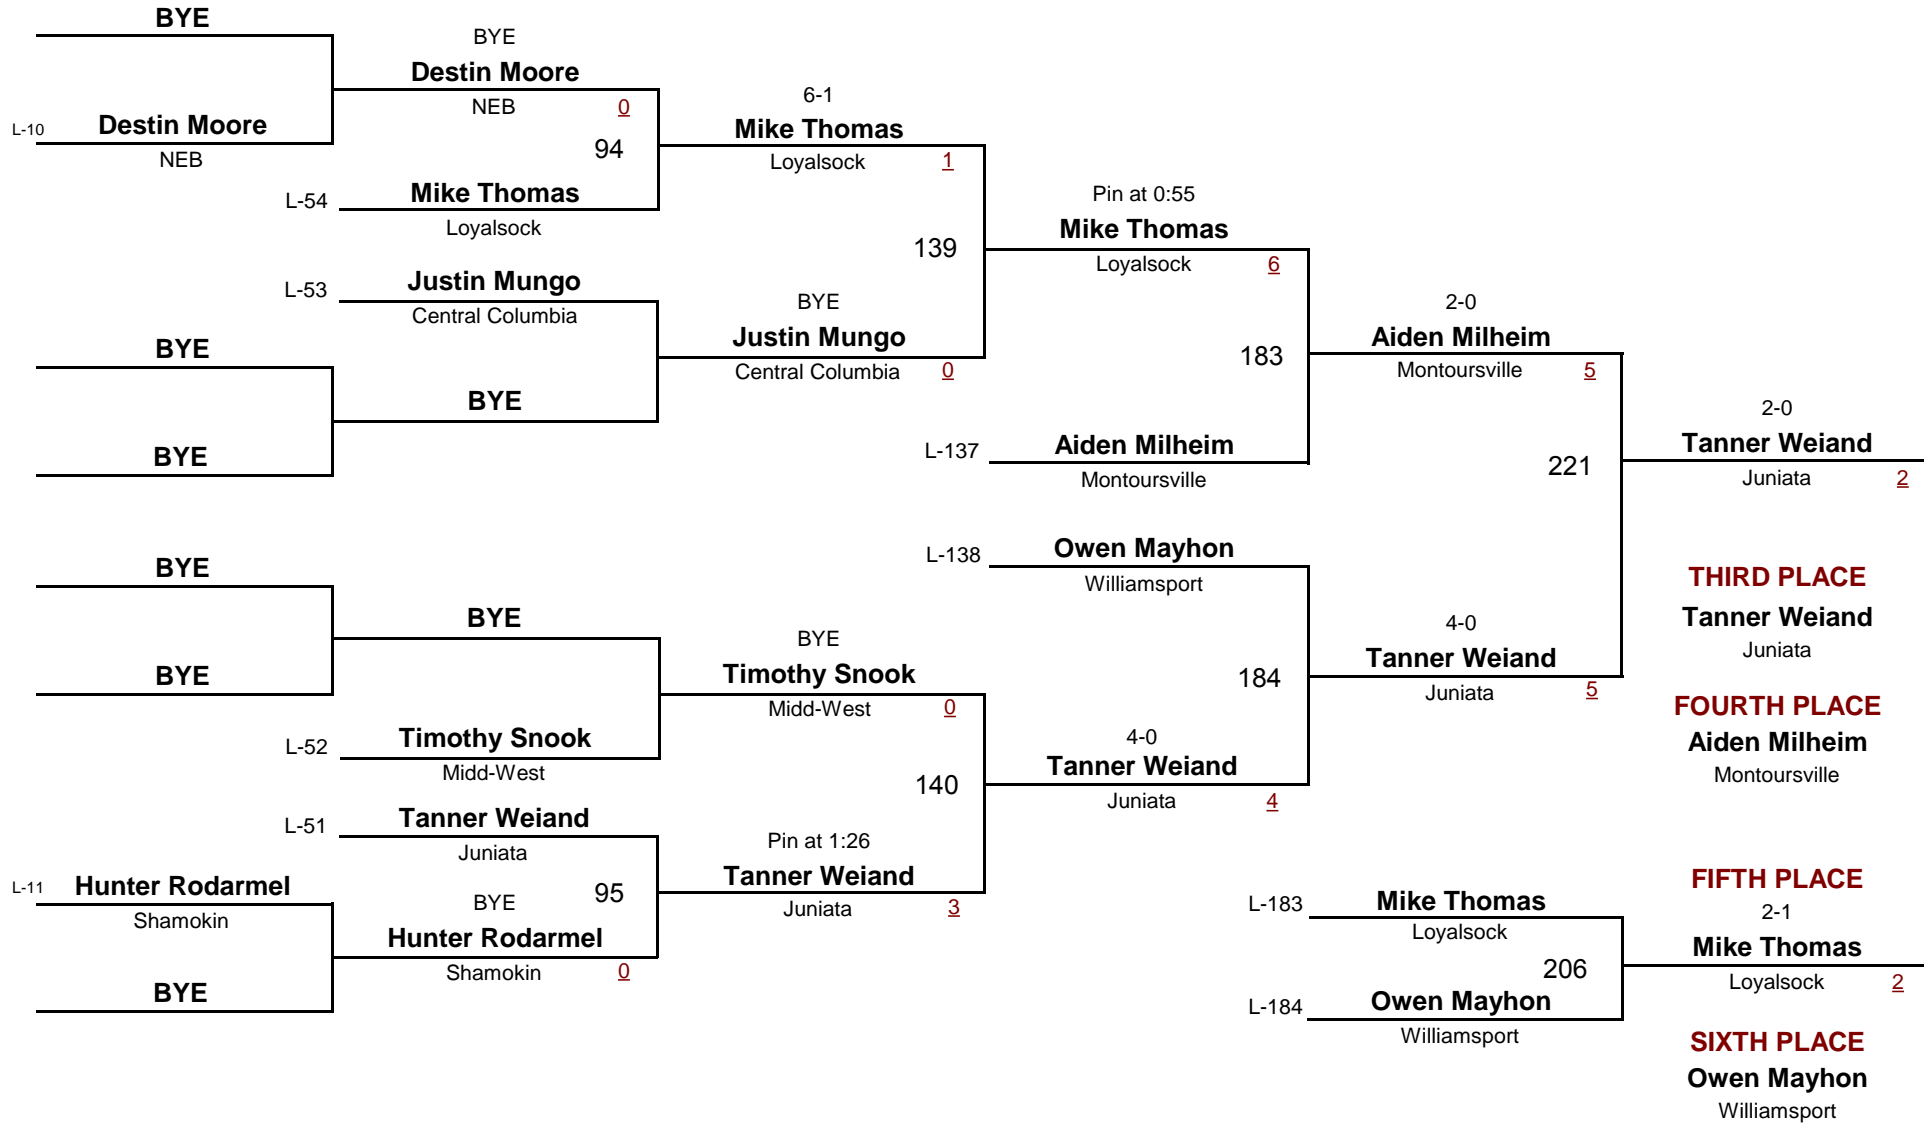 BYE
L-10 Destin Moore
NEB
BYE
Destin Moore
NEB 0
94
L-54 Mike Thomas
Loyalsock
6-1
Mike Thomas
Loyalsock 1
139
L-53 Justin Mungo
Central Columbia
BYE
BYE
BYE
BYE
Justin Mungo
Central Columbia 0
Pin at 0:55
Mike Thomas
Loyalsock 6
183
L-137 Aiden Milheim
Montoursville
2-0
Aiden Milheim
Montoursville 5
221
2-0
Tanner Weiand
Juniata 2
L-138 Owen Mayhon
Williamsport
184
4-0
Tanner Weiand
Juniata 5
THIRD PLACE
Tanner Weiand
Juniata
FOURTH PLACE
Aiden Milheim
Montoursville
BYE
BYE
BYE
L-52 Timothy Snook
Midd-West
BYE
Timothy Snook
Midd-West 0
140
4-0
Tanner Weiand
Juniata 4
L-51 Tanner Weiand
Juniata
95
Pin at 1:26
Tanner Weiand
Juniata 3
L-11 Hunter Rodarmel
Shamokin
BYE
BYE
Hunter Rodarmel
Shamokin 0
L-183 Mike Thomas
Loyalsock
206
L-184 Owen Mayhon
Williamsport
FIFTH PLACE
2-1
Mike Thomas
Loyalsock 2
SIXTH PLACE
Owen Mayhon
Williamsport